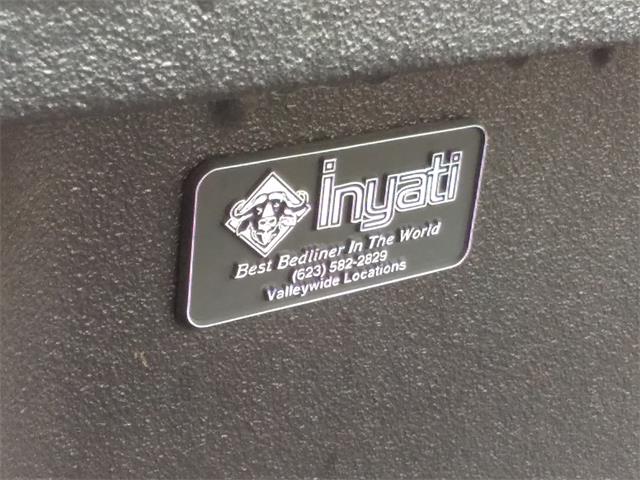 inyati
Best Bedliner In The World
(623) 582-2829
Valleywide Locations